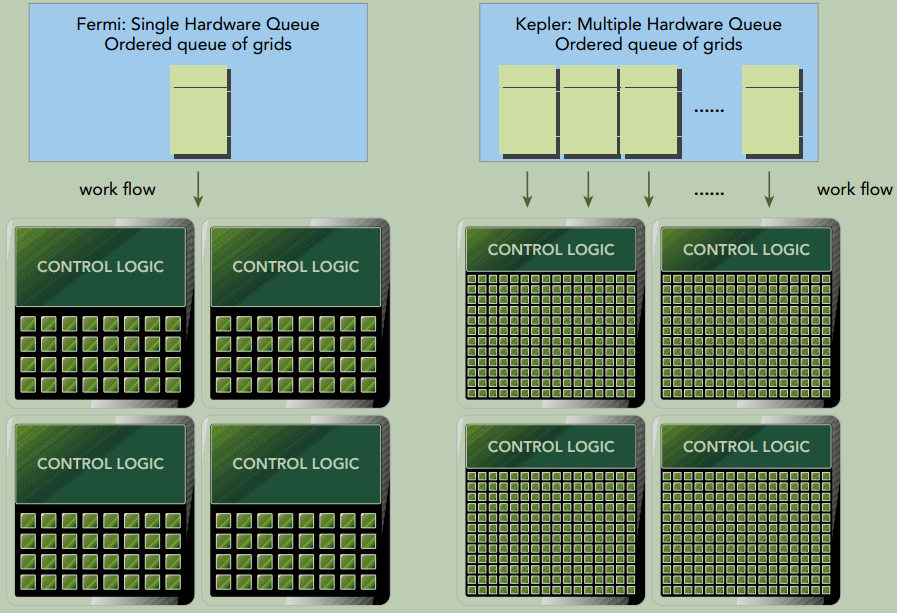 Fermi: Single Hardware Queue
Ordered queue of grids
Kepler: Multiple Hardware Queue
Ordered queue of grids
......
work flow
......
work flow
CONTROL LOGIC
CONTROL LOGIC
CONTROL LOGIC
CONTROL LOGIC
CONTROL LOGIC
CONTROL LOGIC
CONTROL LOGIC
CONTROL LOGIC